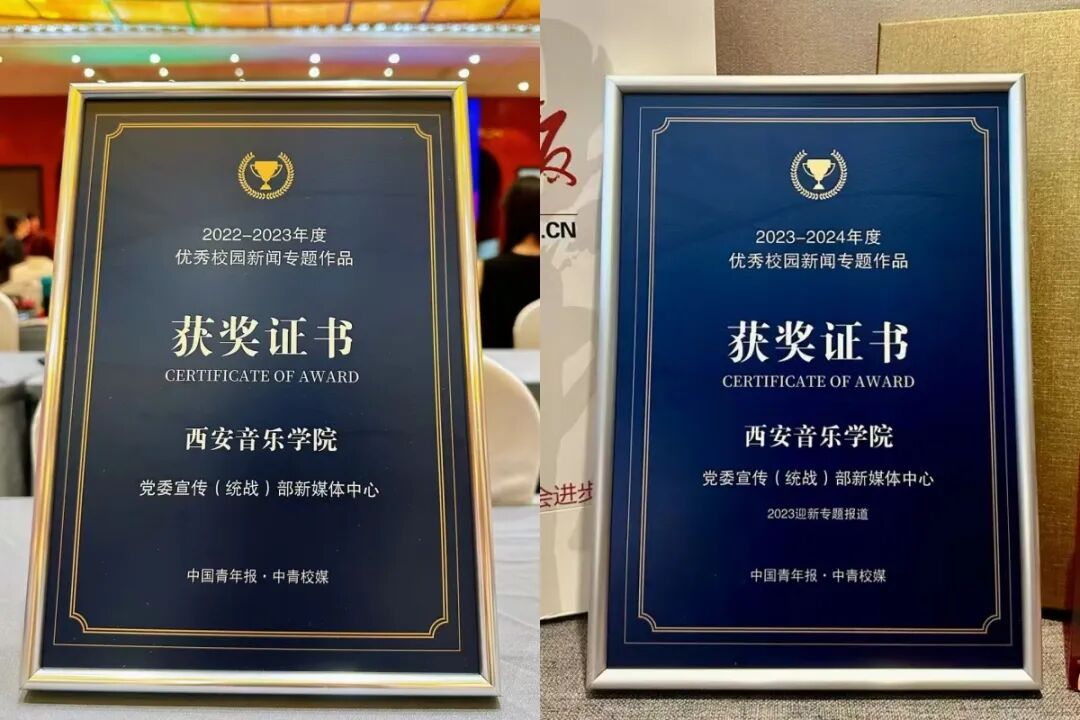 2022-2023年度
优秀校园新闻专题作品
获奖证书
CERTIFICATE OF AWARD
西安音乐学院
党委宣传（统战）部新媒体中心
中国青年报·中青校媒
.CN
会进步
2023-2024年度
优秀校园新闻专题作品
获奖证书
CERTIFICATE OF AWARD
西安音乐学院
党委宣传（统战）部新媒体中心
2023迎新专题报道
中国青年报·中青校媒